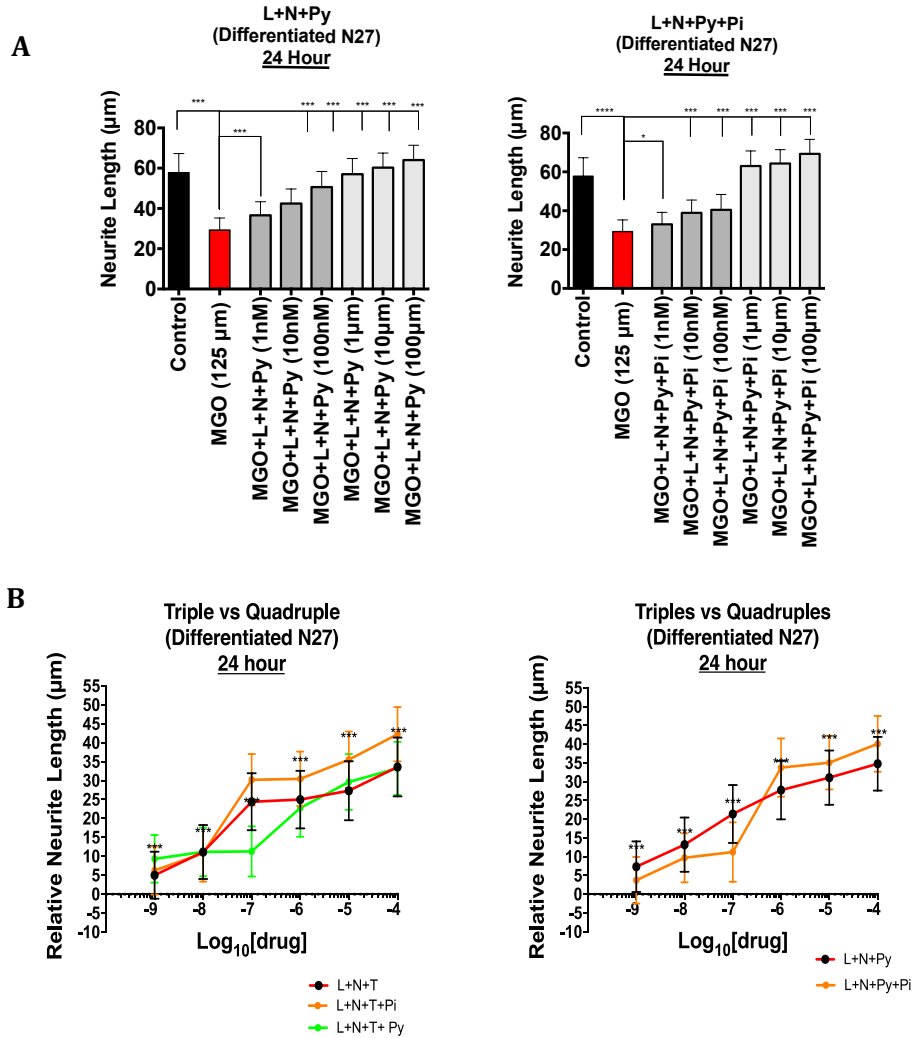 A
L+N+Py
(Differentiated N27)
24 Hour
Neurite Length (µm)
80
60
40
20
0
***
***
***
***
***
***
***
Control
MGO (125 µm)
MGO+L+N+Py (1nM)
MGO+L+N+Py (10nM)
MGO+L+N+Py (100nM)
MGO+L+N+Py (1µm)
MGO+L+N+Py (10µm)
MGO+L+N+Py (100µm)
L+N+Py+Pi
(Differentiated N27)
24 Hour
Neurite Length (µm)
80
60
40
20
0
****
*
***
***
***
***
***
Control
MGO (125 µm)
MGO+L+N+Py+Pi (1nM)
MGO+L+N+Py+Pi (10nM)
MGO+L+N+Py+Pi (100nM)
MGO+L+N+Py+Pi (1µm)
MGO+L+N+Py+Pi (10µm)
MGO+L+N+Py+Pi (100µm)
B
Triple vs Quadruple
(Differentiated N27)
24 hour
Relative Neurite Length (µm)
55
50
45
40
35
30
25
20
15
10
5
0
-5
-10
***
***
***
***
***
***
-9
-8
-7
-6
-5
-4
Log10[drug]
L+N+T
L+N+T+Pi
L+N+T+ Py
Triples vs Quadruples
(Differentiated N27)
24 hour
Relative Neurite Length (µm)
55
50
45
40
35
30
25
20
15
10
5
0
-5
-10
***
***
***
***
***
***
-9
-8
-7
-6
-5
-4
Log10[drug]
L+N+Py
L+N+Py+Pi